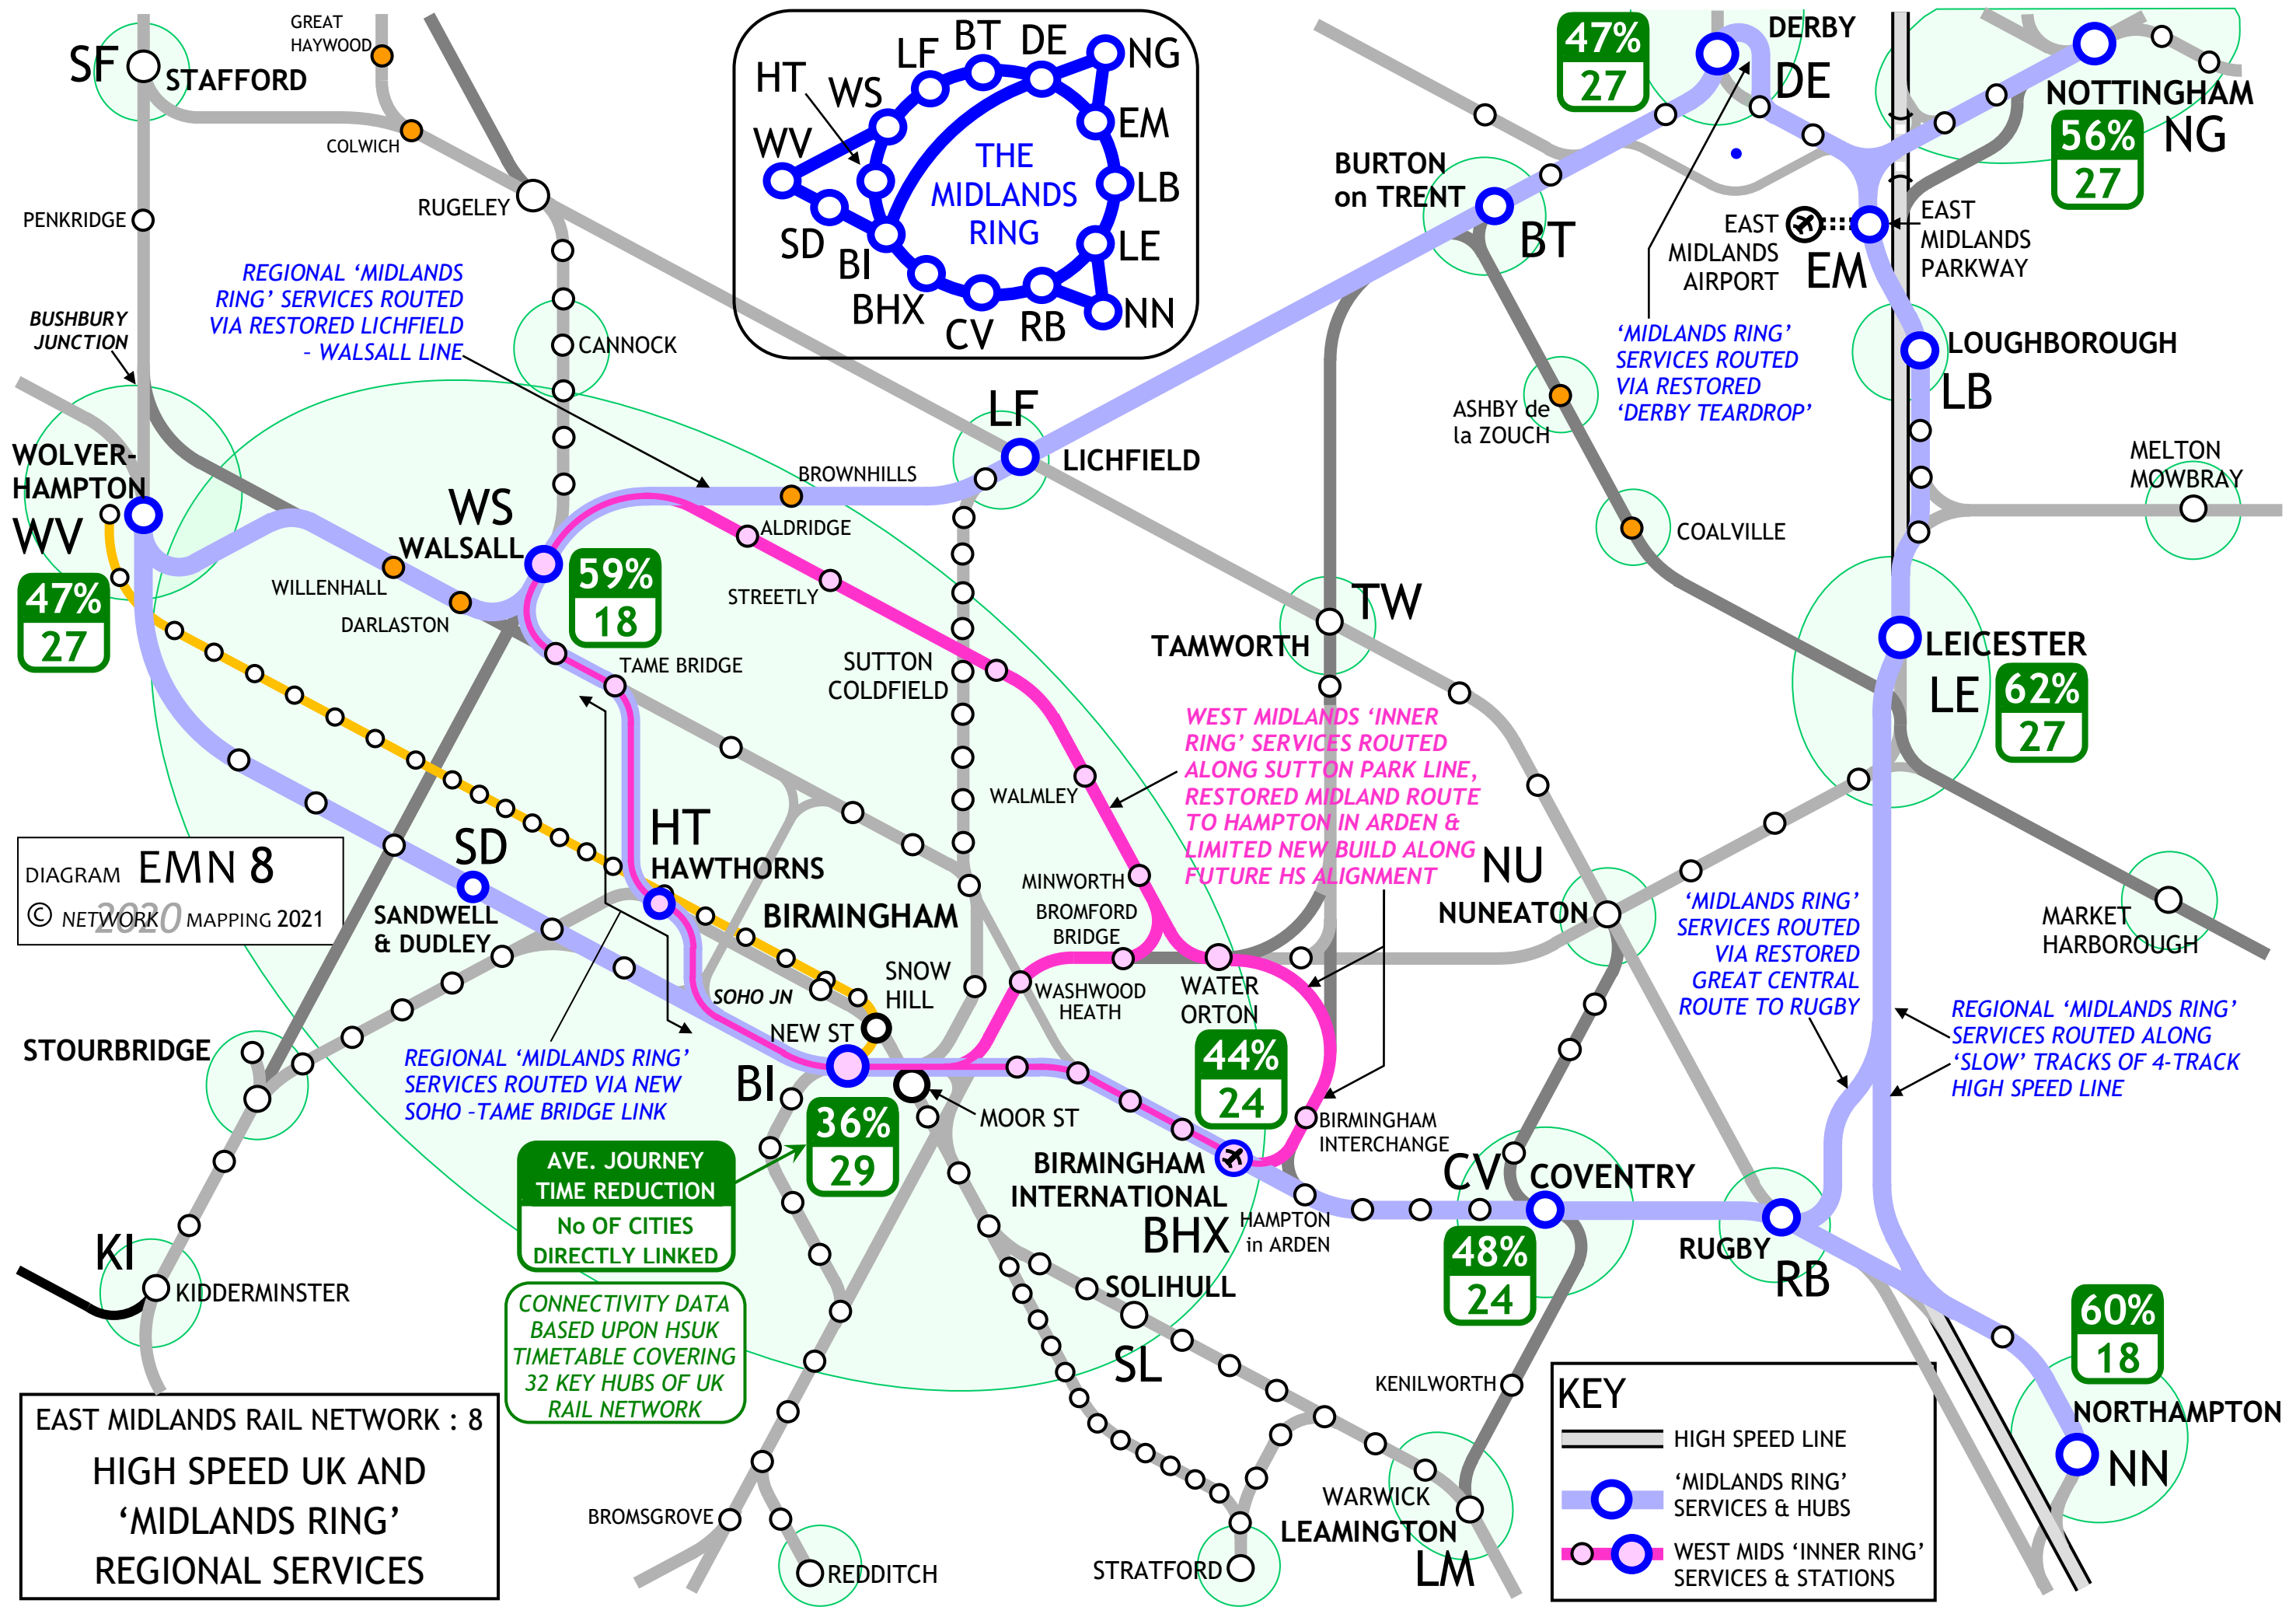 SF
STAFFORD
GREAT
HAYWOOD
COLWICH
RUGELEY
PENKRIDGE
BUSHBURY
JUNCTION
REGIONAL ‘MIDLANDS
RING’ SERVICES ROUTED
VIA RESTORED LICHFIELD
– WALSALL LINE
CANNOCK
HT
WS
LF
BT
DE
NG
WV
EM
THE
MIDLANDS
RING
LB
SD
BI
LE
BHX
CV
RB
NN
47%
27
DERBY
DE
NOTTINGHAM
56%
27
NG
BURTON
on TRENT
BT
EAST
MIDLANDS
AIRPORT
EAST
MIDLANDS
PARKWAY
EM
‘MIDLANDS RING’
SERVICES ROUTED
VIA RESTORED
‘DERBY TEARDROP’
LOUGHBOROUGH
LB
ASHBY de
la ZOUCH
COALVILLE
MELTON
MOWBRAY
WOLVER-
HAMPTON
WV
47%
27
WS
WALSALL
59%
18
WILLENHALL
DARLASTON
BROWNHILLS
ALDRIDGE
STREETLY
LF
LICHFIELD
TAME BRIDGE
SUTTON
COLDFIELD
TW
TAMWORTH
LEICESTER
LE
62%
27
WEST MIDLANDS ‘INNER
RING’ SERVICES ROUTED
ALONG SUTTON PARK LINE,
RESTORED MIDLAND ROUTE
TO HAMPTON IN ARDEN &
LIMITED NEW BUILD ALONG
FUTURE HS ALIGNMENT
WALMLEY
MINWORTH
BROMFORD
BRIDGE
WASHWOOD
HEATH
WATER
ORTON
44%
24
NU
NUNEATON
‘MIDLANDS RING’
SERVICES ROUTED
VIA RESTORED
GREAT CENTRAL
ROUTE TO RUGBY
REGIONAL ‘MIDLANDS RING’
SERVICES ROUTED ALONG
‘SLOW’ TRACKS OF 4-TRACK
HIGH SPEED LINE
MARKET
HARBOROUGH
DIAGRAM EMN 8
© NETWORK 2020 MAPPING 2021
SD
SANDWELL
& DUDLEY
HT
HAWTHORNS
BIRMINGHAM
SNOW
HILL
SOHO JN
NEW ST
BI
MOOR ST
36%
29
STOURBRIDGE
REGIONAL ‘MIDLANDS RING’
SERVICES ROUTED VIA NEW
SOHO –TAME BRIDGE LINK
AVE. JOURNEY
TIME REDUCTION
No OF CITIES
DIRECTLY LINKED
CONNECTIVITY DATA
BASED UPON HSUK
TIMETABLE COVERING
32 KEY HUBS OF UK
RAIL NETWORK
KI
KIDDERMINSTER
BIRMINGHAM
INTERNATIONAL
BHX
BIRMINGHAM
INTERCHANGE
HAMPTON
in ARDEN
CV
COVENTRY
48%
24
RUGBY
RB
60%
18
NORTHAMPTON
NN
SOLIHULL
SL
KENILWORTH
WARWICK
LEAMINGTON
LM
STRATFORD
BROMSGROVE
REDDITCH
EAST MIDLANDS RAIL NETWORK : 8
HIGH SPEED UK AND
‘MIDLANDS RING’
REGIONAL SERVICES
KEY
HIGH SPEED LINE
‘MIDLANDS RING’
SERVICES & HUBS
WEST MIDS ‘INNER RING’
SERVICES & STATIONS